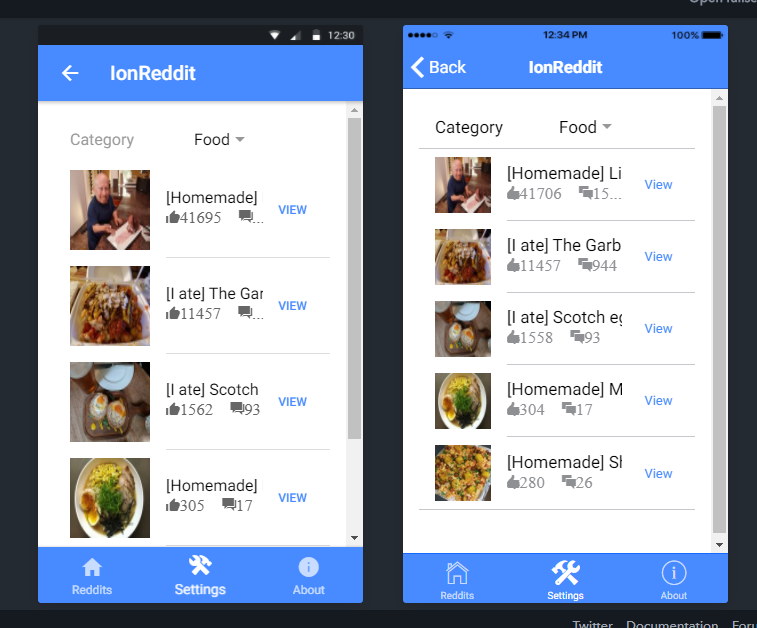 12:30
IonReddit
Category Food
[Homemade]
41695 ...
VIEW
[I ate] The Gar
11457 ...
VIEW
[I ate] Scotch
1562 93
VIEW
[Homemade]
305 17
VIEW
Reddits Settings About
12:34 PM 100%
Back IonReddit
Category Food
[Homemade] Li
41706 15...
View
[I ate] The Garb
11457 944
View
[I ate] Scotch eg
1558 93
View
[Homemade] M
304 17
View
[Homemade] Sh
280 26
View
Reddits Settings About
Twitter Documentation